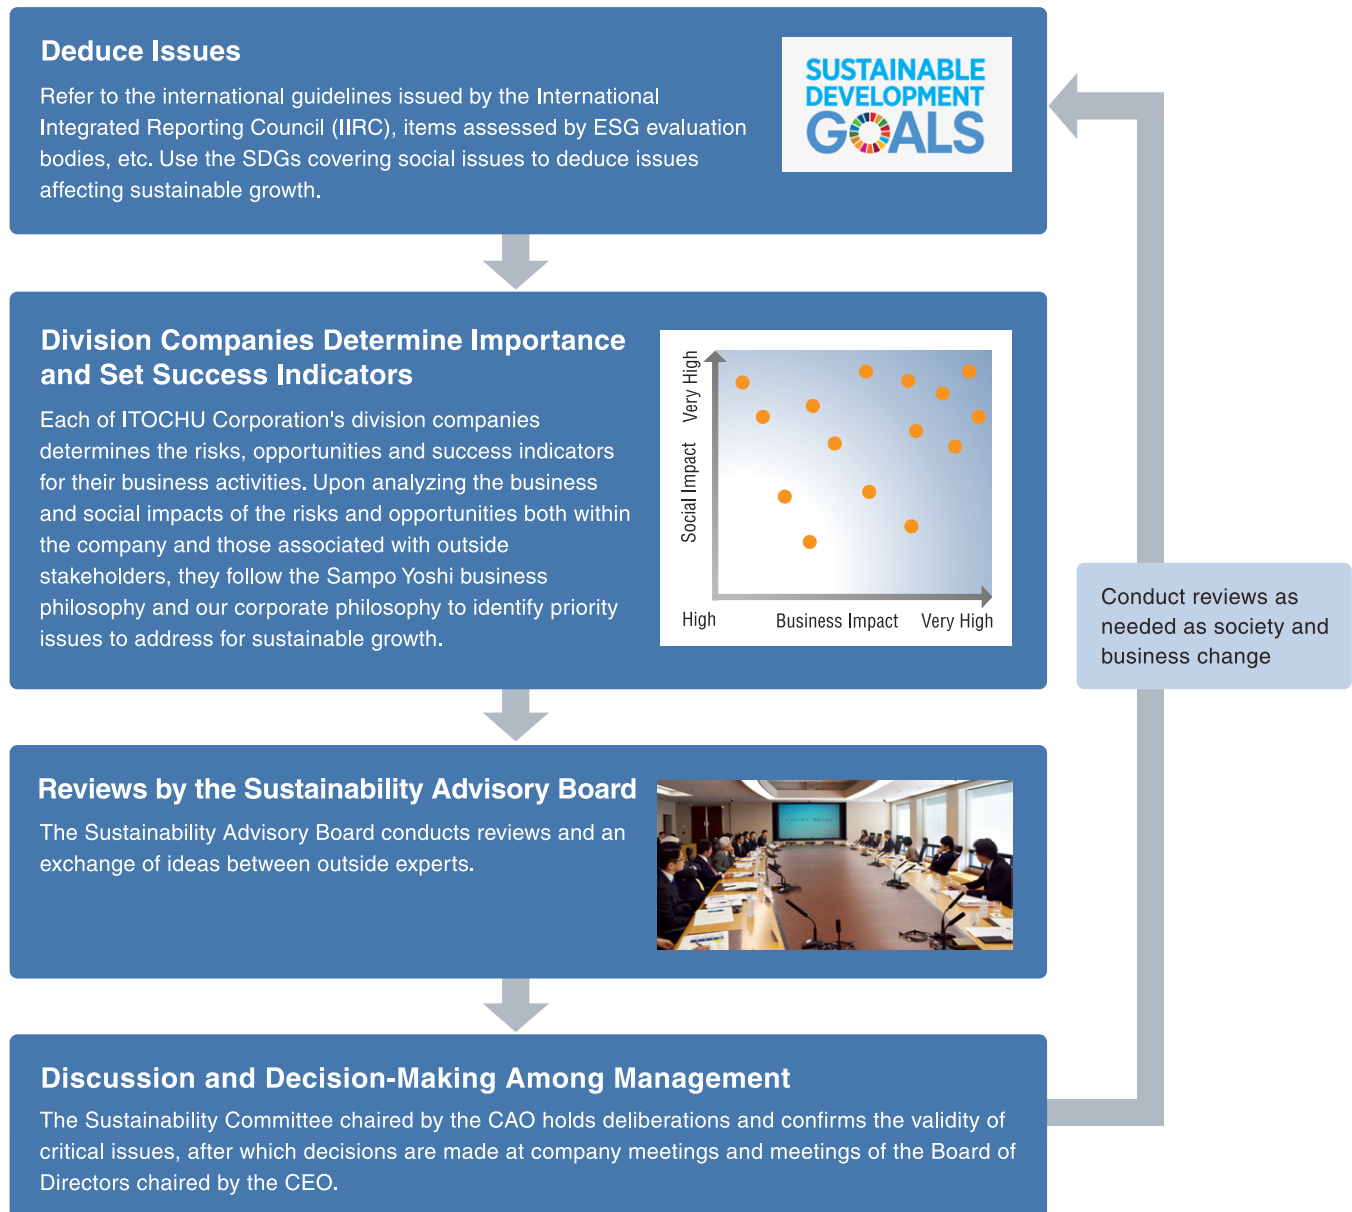 Deduce Issues
Refer to the international guidelines issued by the International
Integrated Reporting Council (IIRC), items assessed by ESG evaluation
bodies, etc. Use the SDGs covering social issues to deduce issues
affecting sustainable growth.
SUSTAINABLE
DEVELOPMENT
GOALS
Division Companies Determine Importance
and Set Success Indicators
Each of ITOCHU Corporation's division companies
determines the risks, opportunities and success indicators
for their business activities. Upon analyzing the business
and social impacts of the risks and opportunities both within
the company and those associated with outside
stakeholders, they follow the Sampo Yoshi business
philosophy and our corporate philosophy to identify priority
issues to address for sustainable growth.
Very High
Social Impact
High
Business Impact
Very High
Conduct reviews as
needed as society and
business change
Reviews by the Sustainability Advisory Board
The Sustainability Advisory Board conducts reviews and an
exchange of ideas between outside experts.
Discussion and Decision-Making Among Management
The Sustainability Committee chaired by the CAO holds deliberations and confirms the validity of
critical issues, after which decisions are made at company meetings and meetings of the Board of
Directors chaired by the CEO.